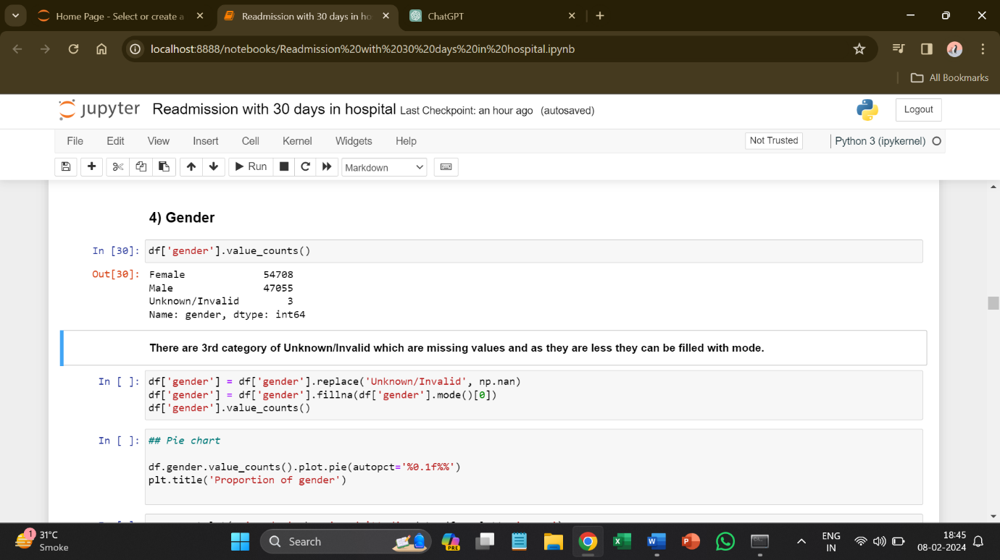 Home Page - Select or create a
Readmission with 30 days in ho
ChatGPT
localhost:8888/notebooks/Readmission%20with%2030%20days%20in%20hospital.ipynb
All Bookmarks
jupyter Readmission with 30 days in hospital Last Checkpoint: an hour ago (autosaved)
Logout
File Edit View Insert Cell Kernel Widgets Help
Not Trusted
Python 3 (ipykernel)
Run
Markdown
4) Gender
In [30]: df['gender'].value_counts()
Out[30]: Female 54708
Male 47055
Unknown/Invalid 3
Name: gender, dtype: int64
There are 3rd category of Unknown/Invalid which are missing values and as they are less they can be filled with mode.
In [ ]: df['gender'] = df['gender'].replace('Unknown/Invalid', np.nan)
df['gender'] = df['gender'].fillna(df['gender'].mode()[0])
df['gender'].value_counts()
In [ ]: ## Pie chart
df.gender.value_counts().plot.pie(autopct='%0.1f%%')
plt.title('Proportion of gender')
1
31°C
Smoke
Search
PRE
ENG
IN
18:45
08-02-2024